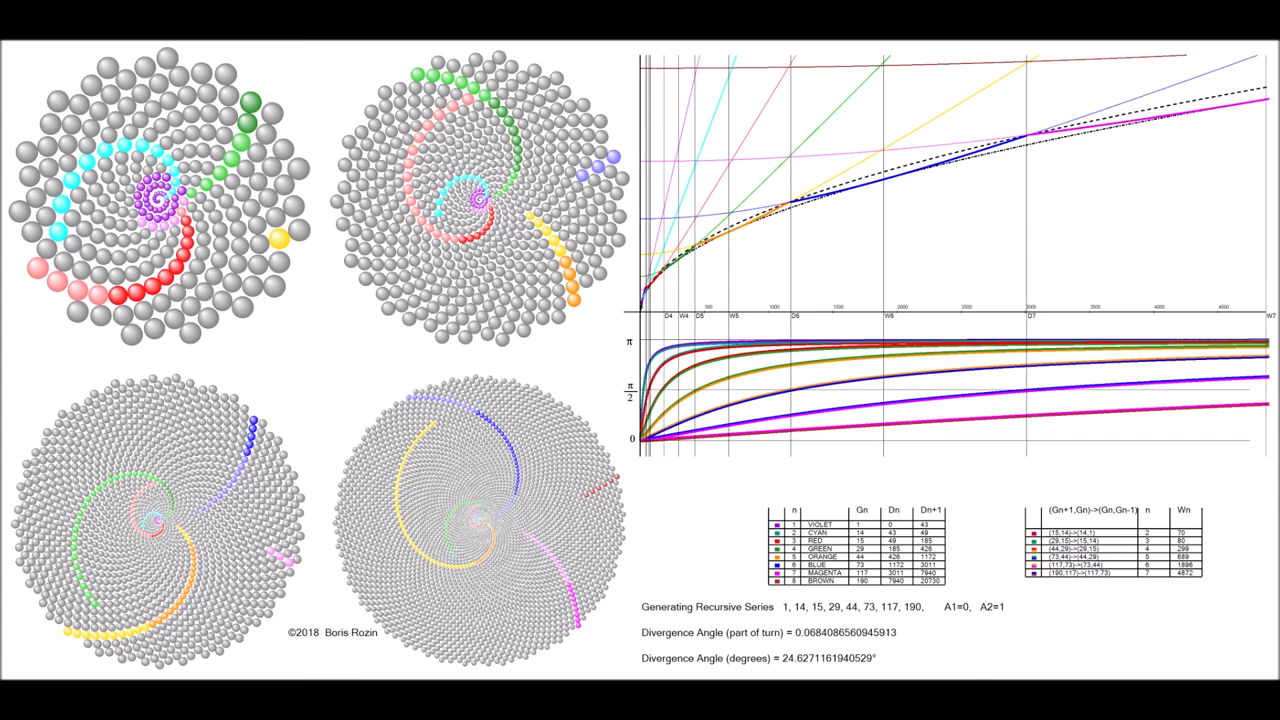 500 1000 1500 2000 2500 3000 3500 4000 4500
D4 W4 D5 W5 D6 W6 D7 W7
π
π
2
0
n Gn Dn Dn+1
1 VIOLET 1 0 43
2 CYAN 14 43 49
3 RED 15 49 185
4 GREEN 29 185 426
5 ORANGE 44 426 1172
6 BLUE 73 1172 3011
7 MAGENTA 117 3011 7940
8 BROWN 190 7940 20730
(Gn+1,Gn)->(Gn,Gn-1) n Wn
(15,14)->(14,1) 2 70
(29,15)->(15,14) 3 80
(44,29)->(29,15) 4 299
(73,44)->(44,29) 5 689
(117,73)->(73,44) 6 1896
(190,117)->(117,73) 7 4872
Generating Recursive Series 1, 14, 15, 29, 44, 73, 117, 190, A1=0, A2=1
©2018 Boris Rozin
Divergence Angle (part of turn) = 0.0684086560945913
Divergence Angle (degrees) = 24.6271161940529°